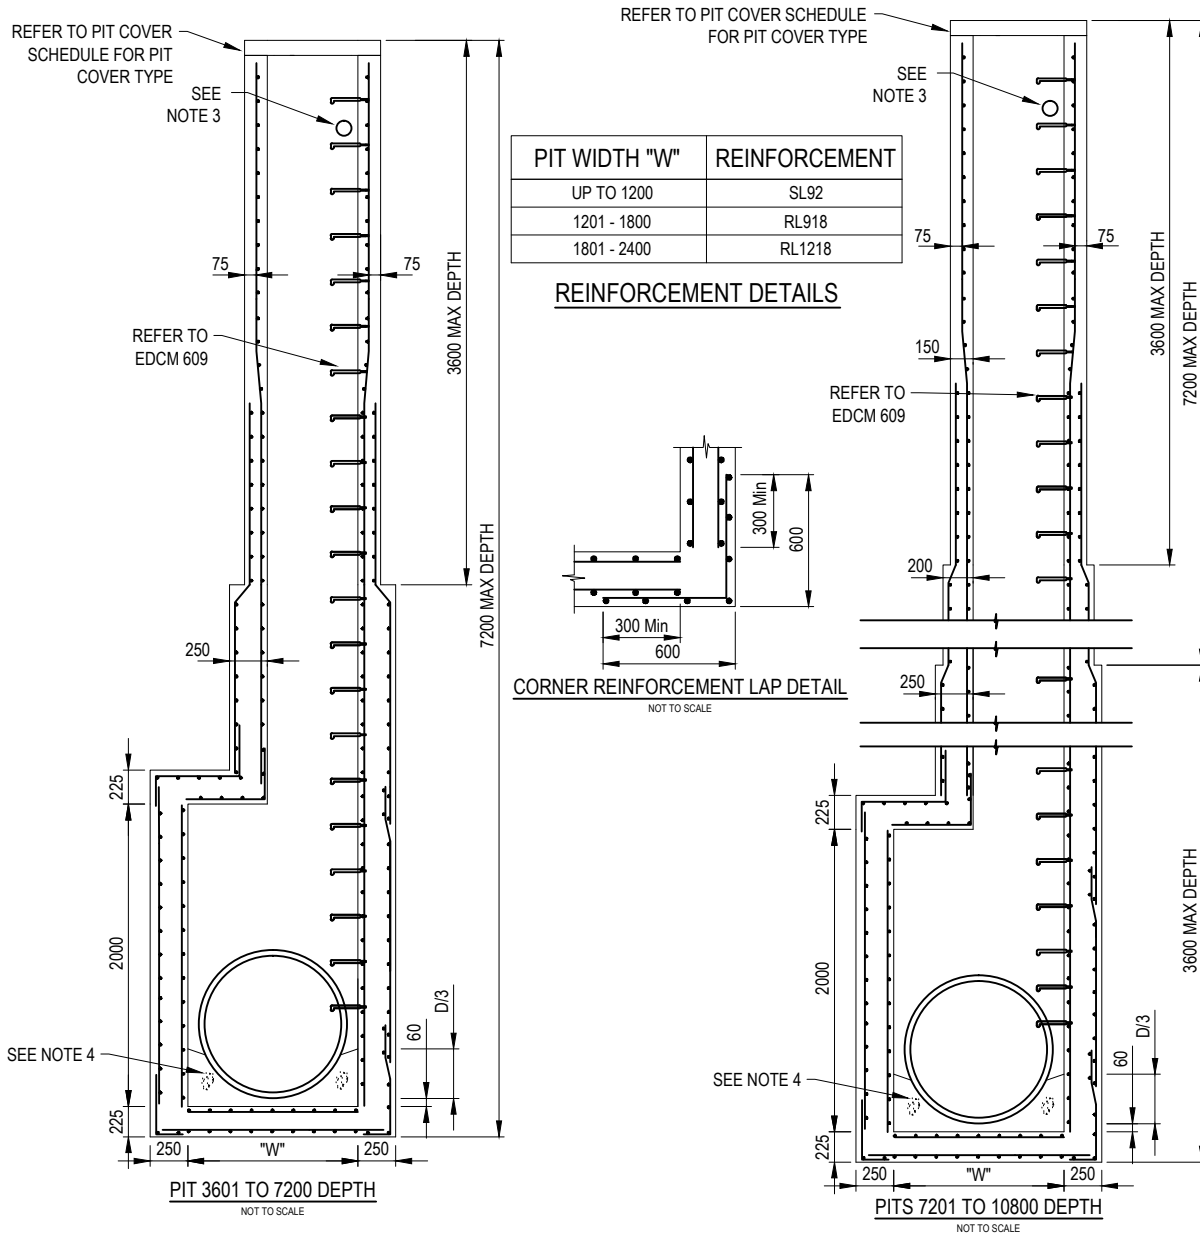 REFER TO PIT COVER
SCHEDULE FOR PIT
COVER TYPE
SEE
NOTE 3
75
75
REFER TO
EDCM 609
3600 MAX DEPTH
7200 MAX DEPTH
250
225
2000
225
SEE NOTE 4
60
D/3
250
"W"
250
PIT 3601 TO 7200 DEPTH
NOT TO SCALE
PIT WIDTH "W" REINFORCEMENT
UP TO 1200 SL92
1201 - 1800 RL918
1801 - 2400 RL1218
REINFORCEMENT DETAILS
300 Min
600
300 Min
600
CORNER REINFORCEMENT LAP DETAIL
NOT TO SCALE
REFER TO PIT COVER SCHEDULE
FOR PIT COVER TYPE
SEE
NOTE 3
75
75
150
REFER TO
EDCM 609
3600 MAX DEPTH
7200 MAX DEPTH
200
250
225
2000
225
3600 MAX DEPTH
SEE NOTE 4
60
D/3
250
"W"
250
PITS 7201 TO 10800 DEPTH
NOT TO SCALE